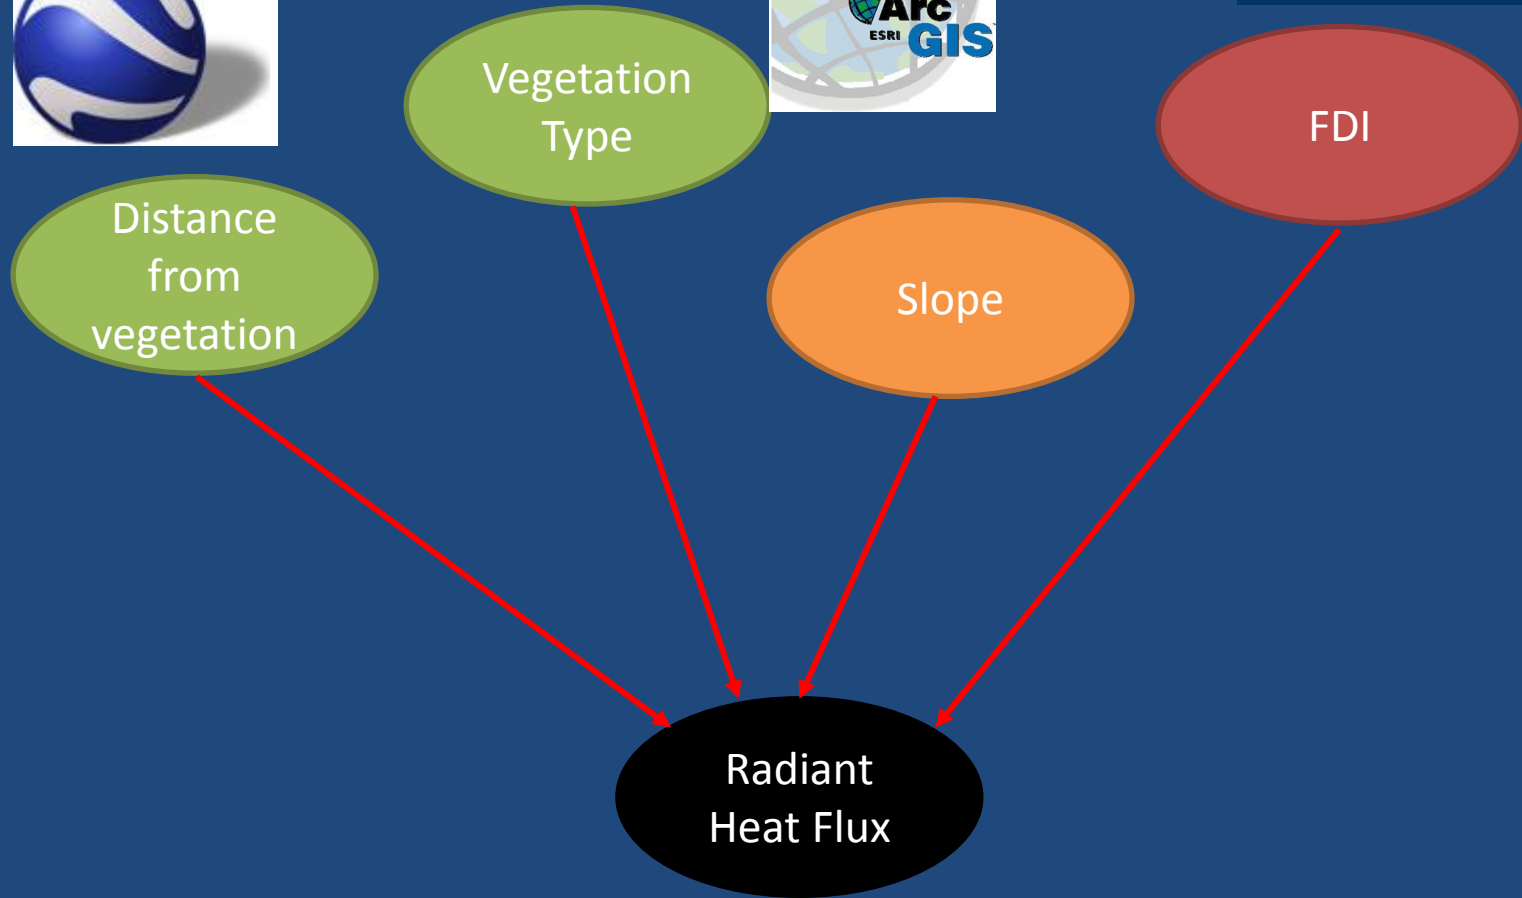 Arc
ESRI GIS
Vegetation
Type
FDI
Distance
from
vegetation
Slope
Radiant
Heat Flux